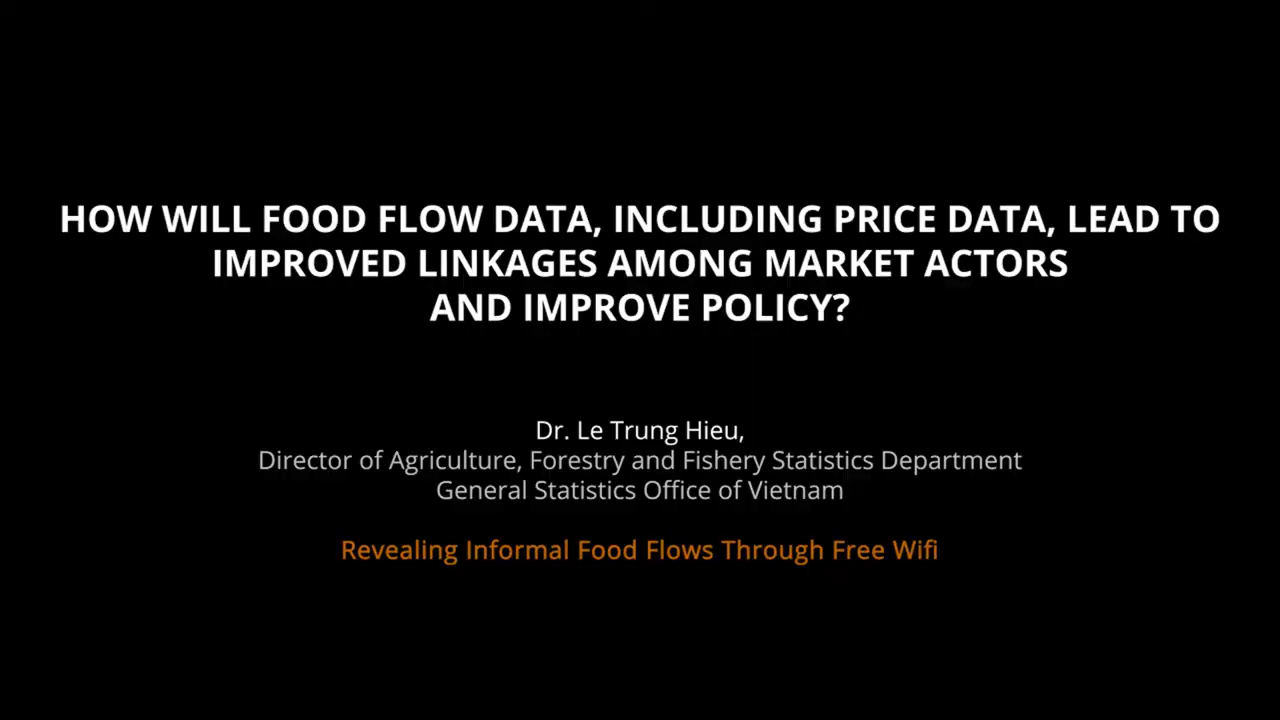 HOW WILL FOOD FLOW DATA, INCLUDING PRICE DATA, LEAD TO
IMPROVED LINKAGES AMONG MARKET ACTORS
AND IMPROVE POLICY?
Dr. Le Trung Hieu,
Director of Agriculture, Forestry and Fishery Statistics Department
General Statistics Office of Vietnam
Revealing Informal Food Flows Through Free Wifi